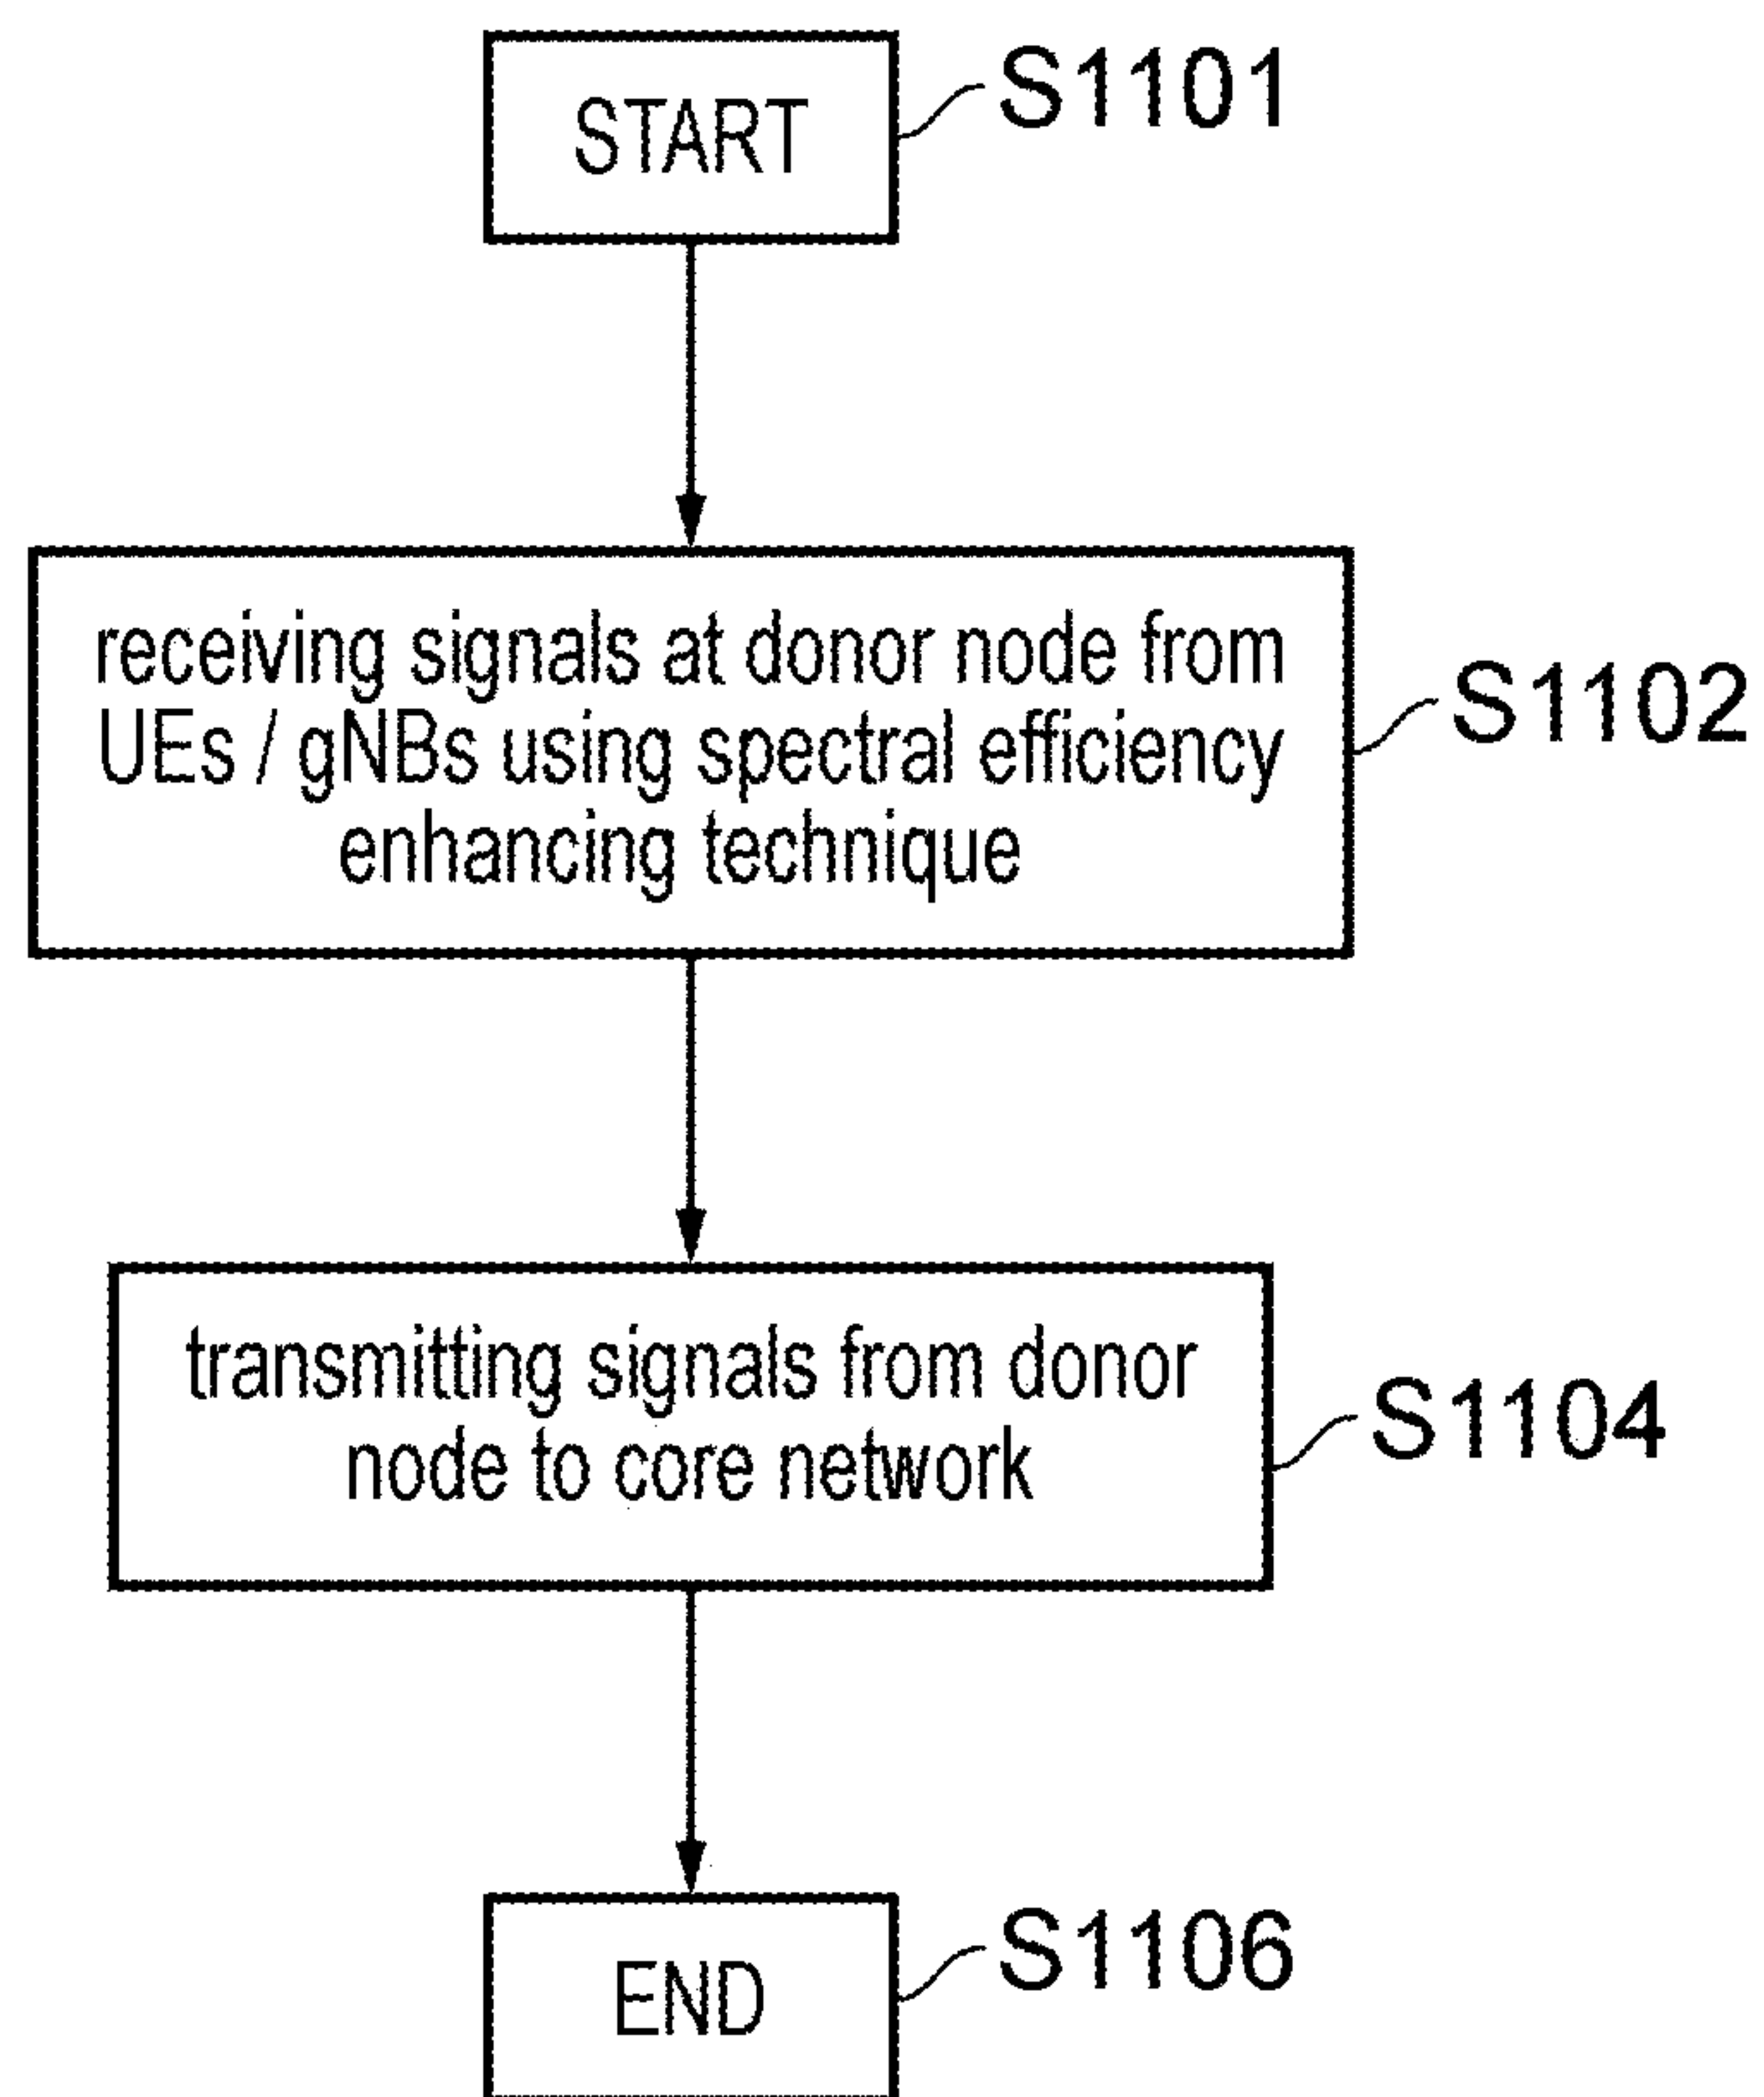 START
S1101
receiving signals at donor node from
UEs / gNBs using spectral efficiency
enhancing technique
S1102
transmitting signals from donor
node to core network
S1104
END
S1106